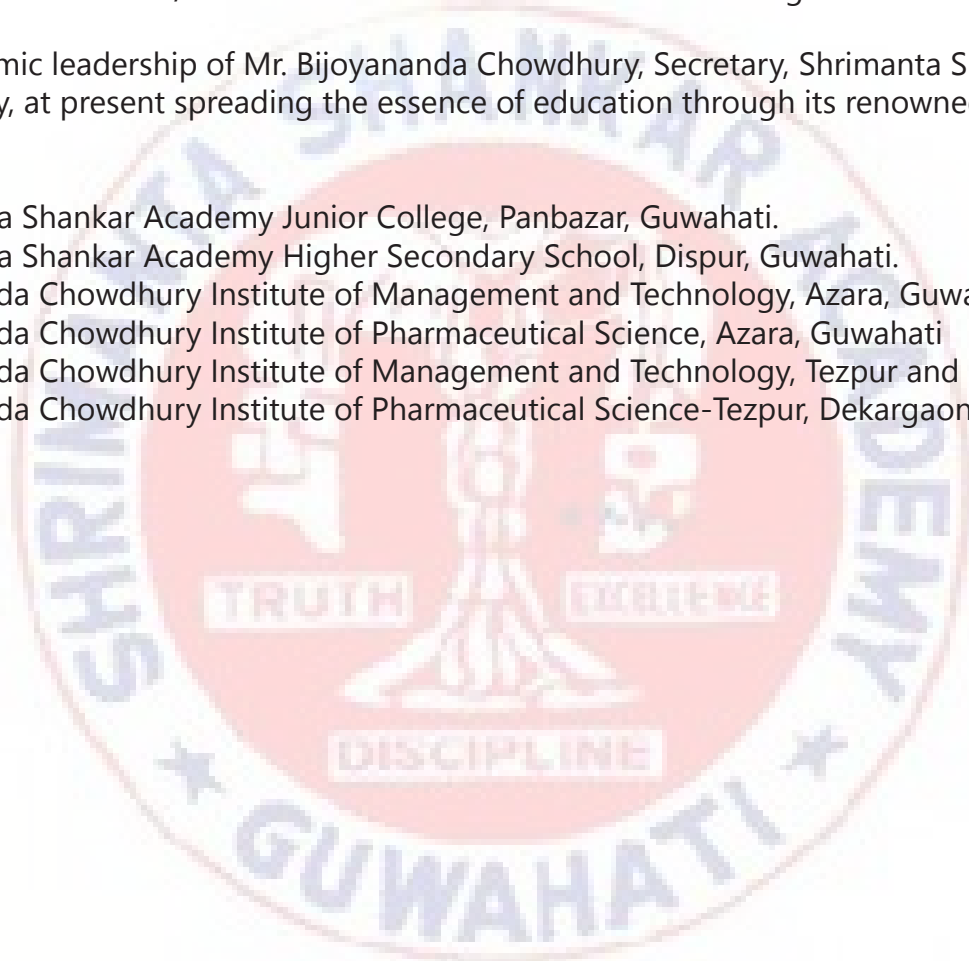 mic leadership of Mr. Bijoyananda Chowdhury, Secretary, Shrimanta S
y, at present spreading the essence of education through its renowne
a Shankar Academy Junior College, Panbazar, Guwahati.
a Shankar Academy Higher Secondary School, Dispur, Guwahati.
da Chowdhury Institute of Management and Technology, Azara, Guwa
da Chowdhury Institute of Pharmaceutical Science, Azara, Guwahati
da Chowdhury Institute of Management and Technology, Tezpur and
da Chowdhury Institute of Pharmaceutical Science-Tezpur, Dekargaon
SHRIMANTA SHANKAR ACADEMY
TRUTH
EXCELLENCE
DISCIPLINE
GUWAHATI